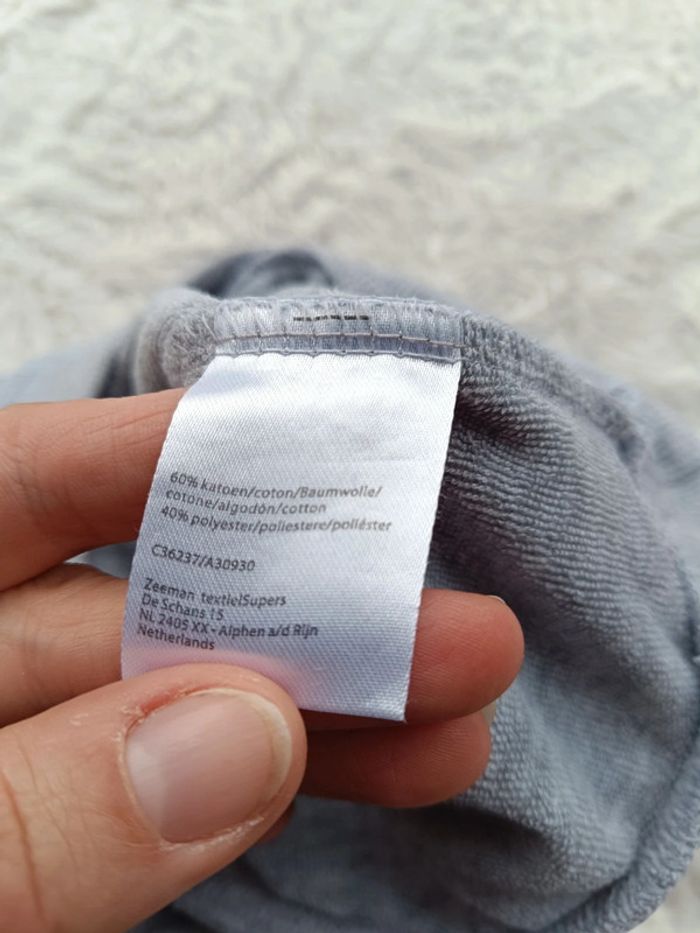 60% katoen/coton/Baumwolle/
cotone/algodón/cotton
40% polyester/poliestere/poliéster
C36237/A30930
Zeeman textielSupers
De Schans 15
NL 2405 XX - Alphen a/d Rijn
Netherlands